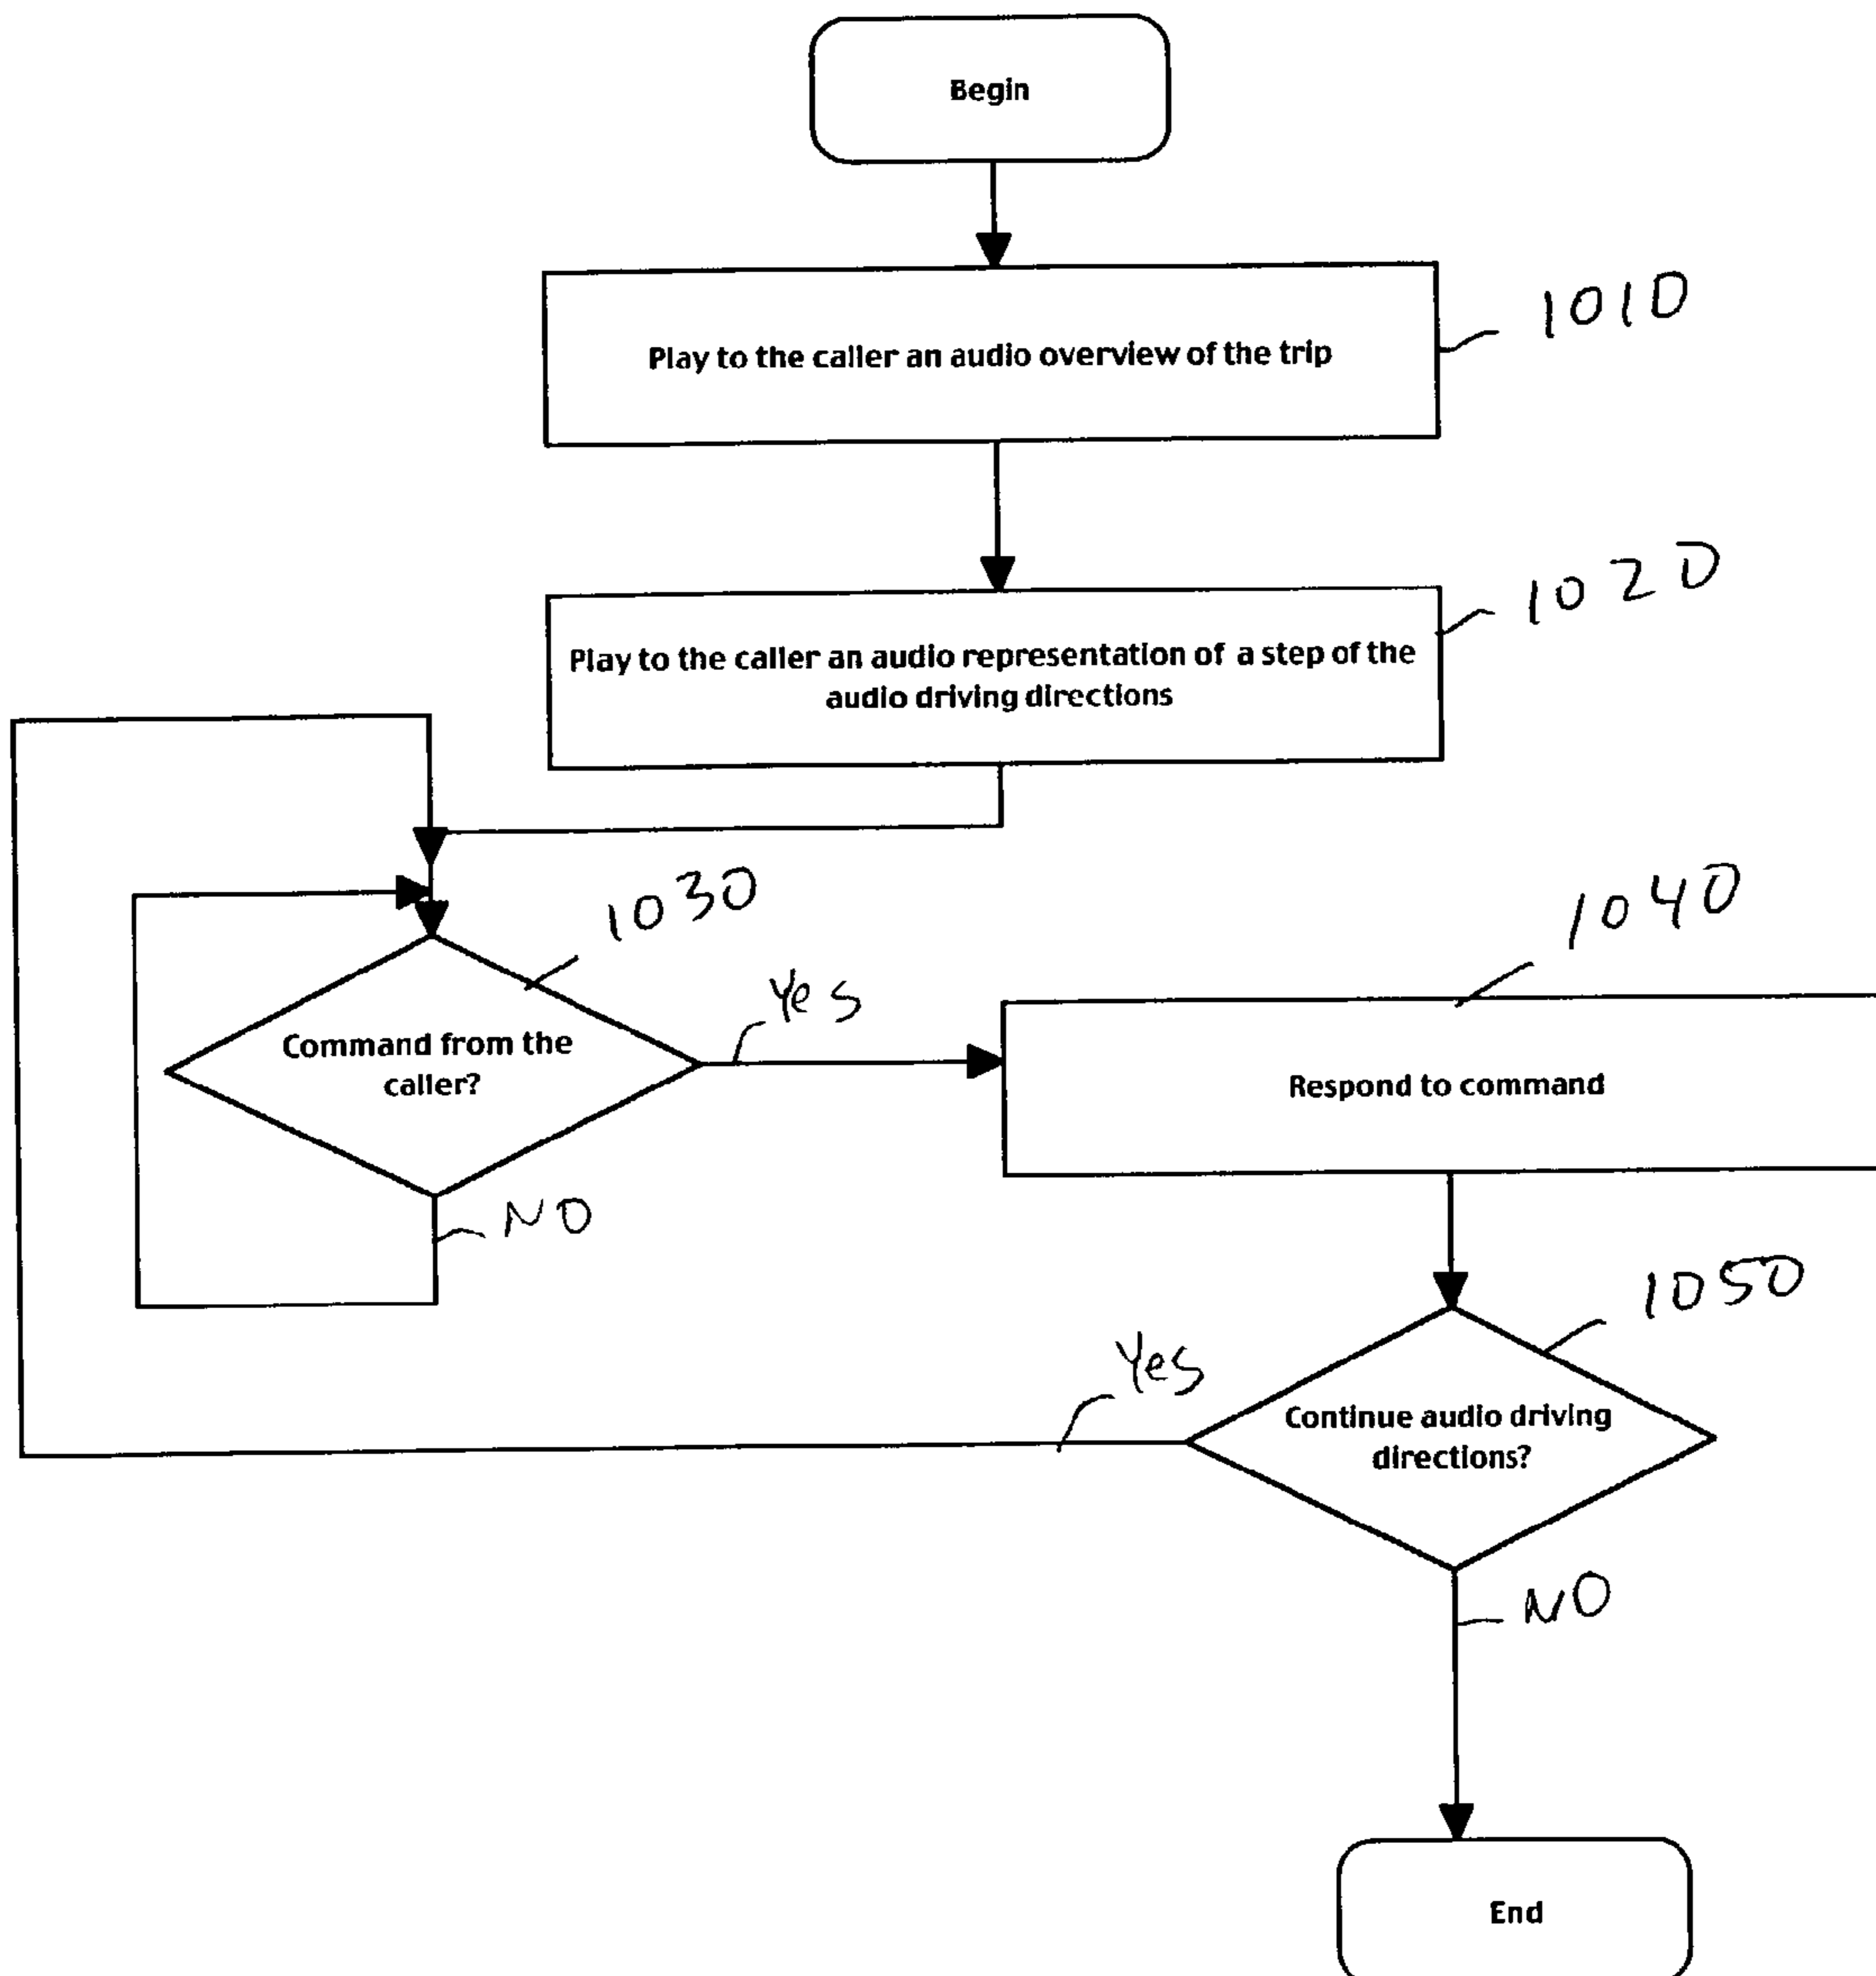 Begin
Play to the caller an audio overview of the trip
1010
Play to the caller an audio representation of a step of the
audio driving directions
1020
Command from the
caller?
1030
Yes
NO
Respond to command
1040
Continue audio driving
directions?
1050
Yes
NO
End